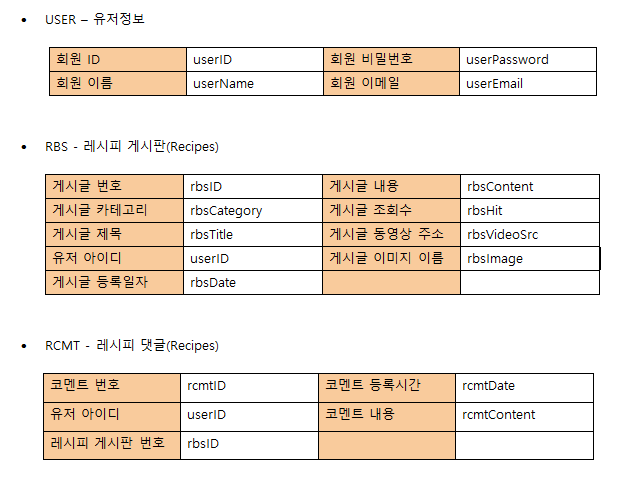 • USER – 유저정보
회원 ID userID 회원 비밀번호 userPassword
회원 이름 userName 회원 이메일 userEmail
• RBS - 레시피 게시판(Recipes)
게시글 번호 rbsID 게시글 내용 rbsContent
게시글 카테고리 rbsCategory 게시글 조회수 rbsHit
게시글 제목 rbsTitle 게시글 동영상 주소 rbsVideoSrc
유저 아이디 userID 게시글 이미지 이름 rbsImage
게시글 등록일자 rbsDate
• RCMT - 레시피 댓글(Recipes)
코멘트 번호 rcmtID 코멘트 등록시간 rcmtDate
유저 아이디 userID 코멘트 내용 rcmtContent
레시피 게시판 번호 rbsID